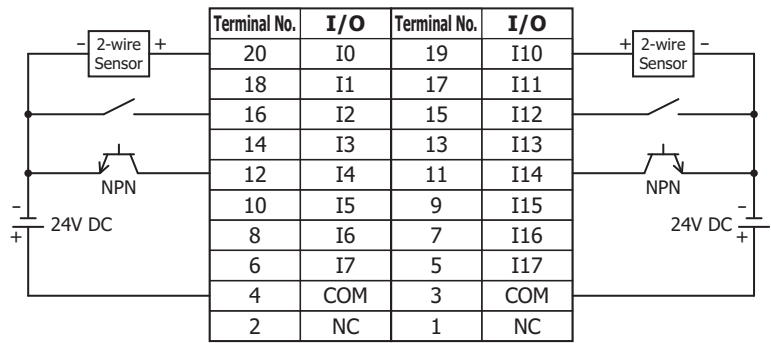 Terminal No. I/O Terminal No. I/O
- 2-wire Sensor + 20 I0 19 I10 + 2-wire Sensor -
18 I1 17 I11
16 I2 15 I12
14 I3 13 I13
12 I4 11 I14
NPN NPN
10 I5 9 I15
- + 24V DC 8 I6 7 I16 24V DC - +
6 I7 5 I17
4 COM 3 COM
2 NC 1 NC